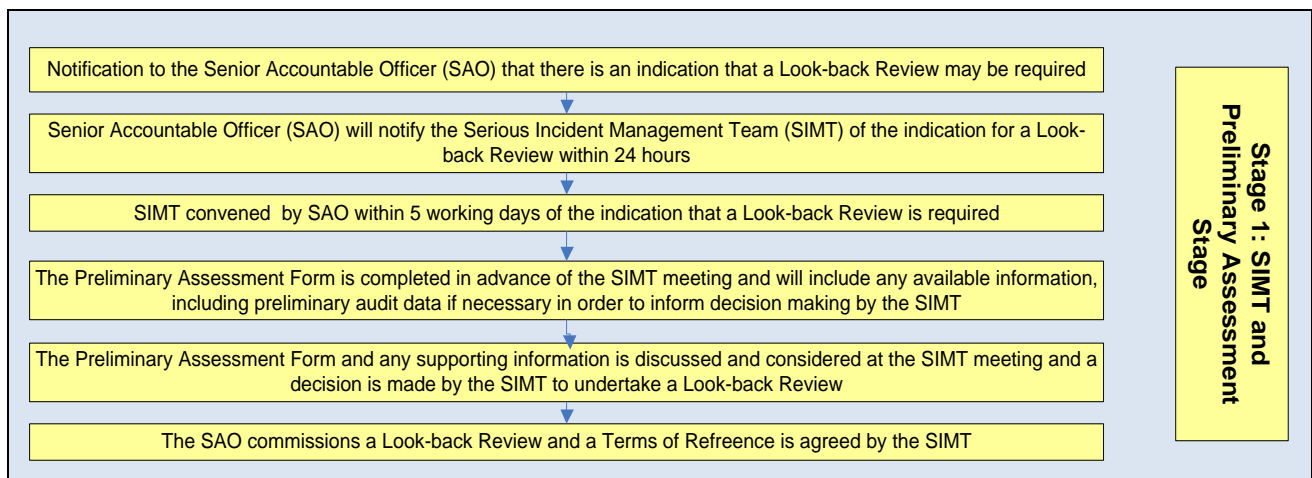 Notification to the Senior Accountable Officer (SAO) that there is an indication that a Look-back Review may be required
Senior Accountable Officer (SAO) will notify the Serious Incident Management Team (SIMT) of the indication for a Look-
back Review within 24 hours
SIMT convened by SAO within 5 working days of the indication that a Look-back Review is required
The Preliminary Assessment Form is completed in advance of the SIMT meeting and will include any available information,
including preliminary audit data if necessary in order to inform decision making by the SIMT
The Preliminary Assessment Form and any supporting information is discussed and considered at the SIMT meeting and a
decision is made by the SIMT to undertake a Look-back Review
The SAO commissions a Look-back Review and a Terms of Refreence is agreed by the SIMT
Stage 1: SIMT and
Preliminary Assessment
Stage